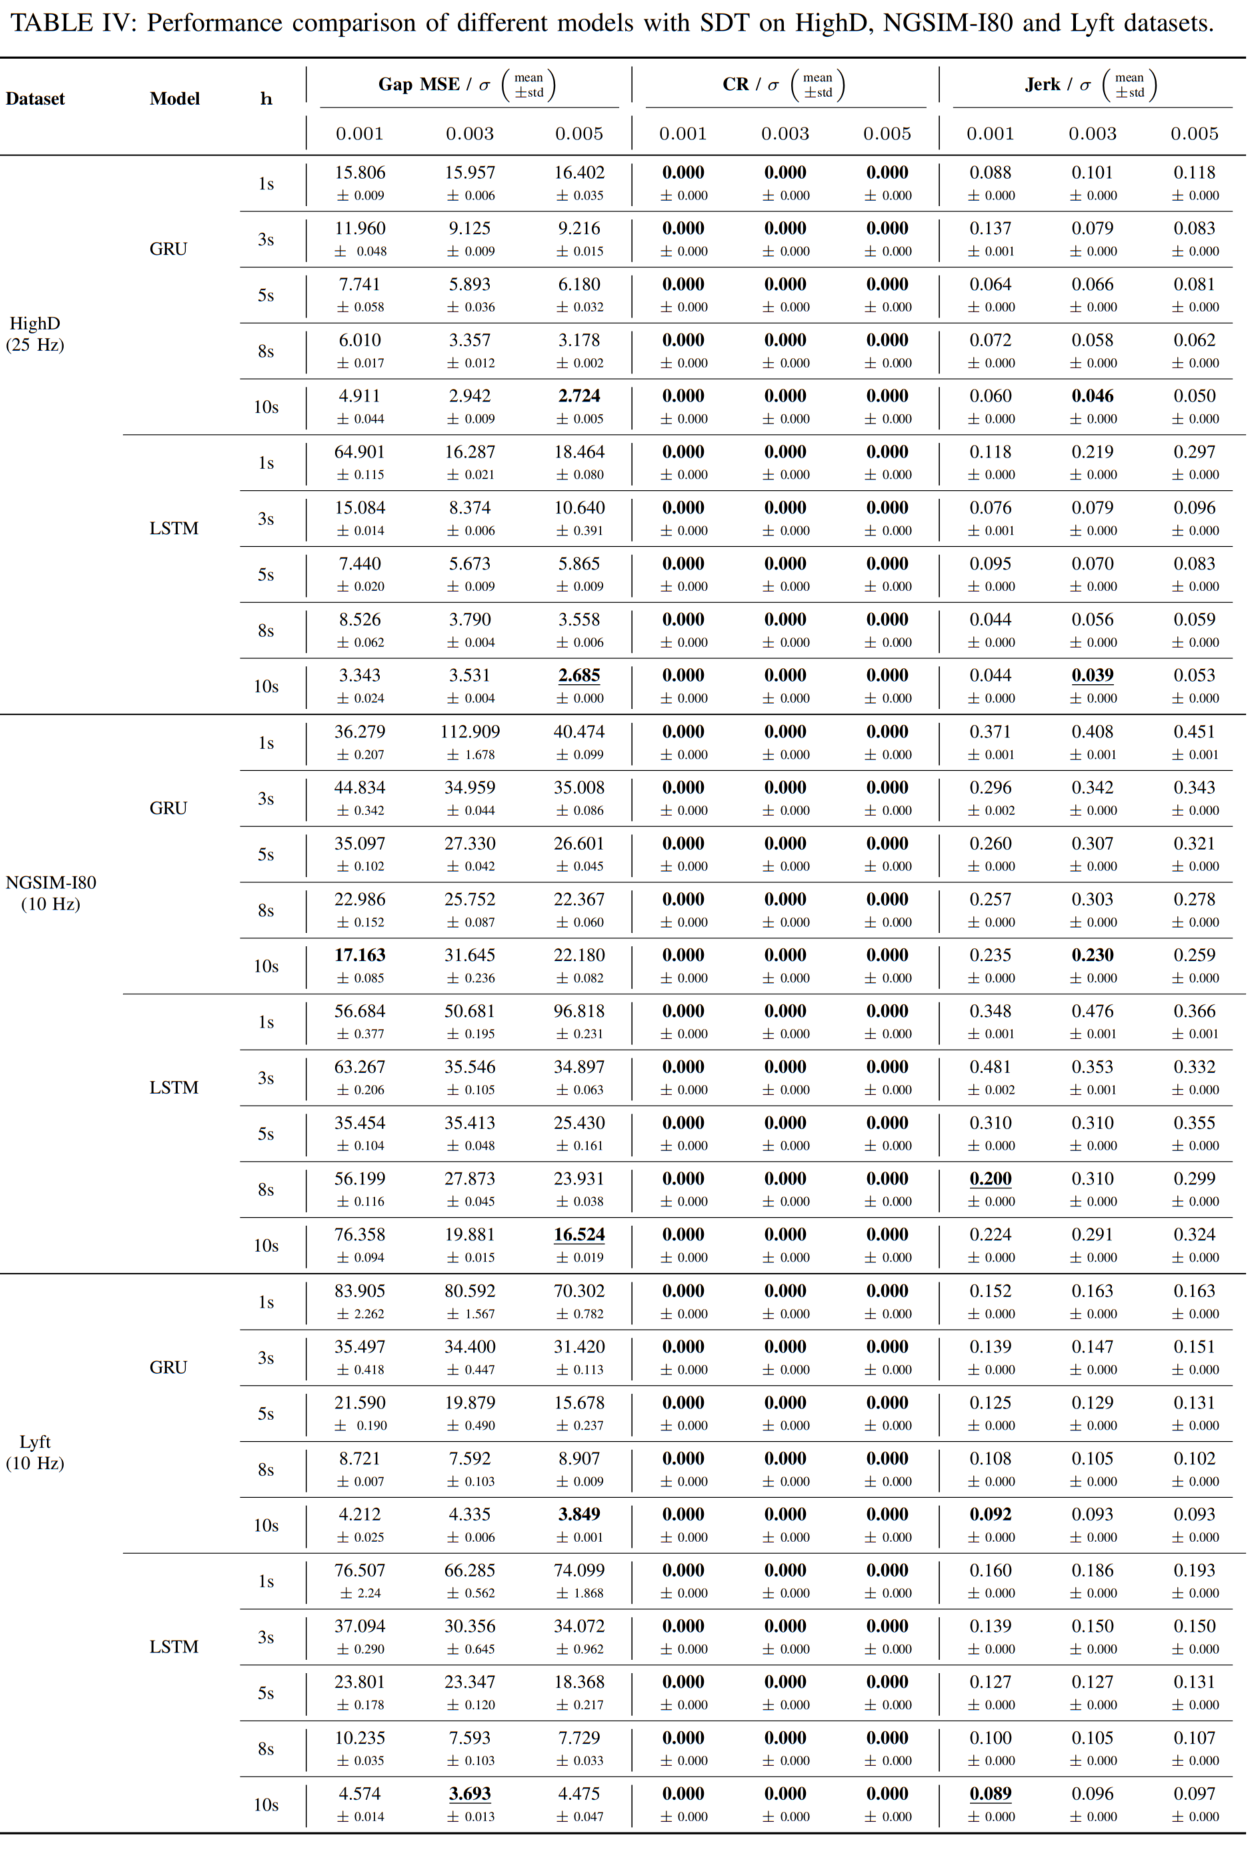 TABLE IV: Performance comparison of different models with SDT on HighD, NGSIM-I80 and Lyft datasets.
Dataset Model h Gap MSE / σ (mean ±std) CR / σ (mean ±std) Jerk / σ (mean ±std)
0.001 0.003 0.005 0.001 0.003 0.005 0.001 0.003 0.005
HighD (25 Hz)
GRU
1s 15.806 15.957 16.402 0.000 0.000 0.000 0.088 0.101 0.118
± 0.009 ± 0.006 ± 0.035 ± 0.000 ± 0.000 ± 0.000 ± 0.000 ± 0.000 ± 0.000
3s 11.960 9.125 9.216 0.000 0.000 0.000 0.137 0.079 0.083
± 0.048 ± 0.009 ± 0.015 ± 0.000 ± 0.000 ± 0.000 ± 0.001 ± 0.000 ± 0.000
5s 7.741 5.893 6.180 0.000 0.000 0.000 0.064 0.066 0.081
± 0.058 ± 0.036 ± 0.032 ± 0.000 ± 0.000 ± 0.000 ± 0.000 ± 0.000 ± 0.000
8s 6.010 3.357 3.178 0.000 0.000 0.000 0.072 0.058 0.062
± 0.017 ± 0.012 ± 0.002 ± 0.000 ± 0.000 ± 0.000 ± 0.000 ± 0.000 ± 0.000
10s 4.911 2.942 2.724 0.000 0.000 0.000 0.060 0.046 0.050
± 0.044 ± 0.009 ± 0.005 ± 0.000 ± 0.000 ± 0.000 ± 0.000 ± 0.000 ± 0.000
LSTM
1s 64.901 16.287 18.464 0.000 0.000 0.000 0.118 0.219 0.297
± 0.115 ± 0.021 ± 0.080 ± 0.000 ± 0.000 ± 0.000 ± 0.000 ± 0.000 ± 0.000
3s 15.084 8.374 10.640 0.000 0.000 0.000 0.076 0.079 0.096
± 0.014 ± 0.006 ± 0.391 ± 0.000 ± 0.000 ± 0.000 ± 0.001 ± 0.000 ± 0.000
5s 7.440 5.673 5.865 0.000 0.000 0.000 0.095 0.070 0.083
± 0.020 ± 0.009 ± 0.009 ± 0.000 ± 0.000 ± 0.000 ± 0.000 ± 0.000 ± 0.000
8s 8.526 3.790 3.558 0.000 0.000 0.000 0.044 0.056 0.059
± 0.062 ± 0.004 ± 0.006 ± 0.000 ± 0.000 ± 0.000 ± 0.000 ± 0.000 ± 0.000
10s 3.343 3.531 2.685 0.000 0.000 0.000 0.044 0.039 0.053
± 0.024 ± 0.004 ± 0.000 ± 0.000 ± 0.000 ± 0.000 ± 0.000 ± 0.000 ± 0.000
NGSIM-I80 (10 Hz)
GRU
1s 36.279 112.909 40.474 0.000 0.000 0.000 0.371 0.408 0.451
± 0.207 ± 1.678 ± 0.099 ± 0.000 ± 0.000 ± 0.000 ± 0.001 ± 0.001 ± 0.001
3s 44.834 34.959 35.008 0.000 0.000 0.000 0.296 0.342 0.343
± 0.342 ± 0.044 ± 0.086 ± 0.000 ± 0.000 ± 0.000 ± 0.002 ± 0.000 ± 0.000
5s 35.097 27.330 26.601 0.000 0.000 0.000 0.260 0.307 0.321
± 0.102 ± 0.042 ± 0.045 ± 0.000 ± 0.000 ± 0.000 ± 0.000 ± 0.000 ± 0.000
8s 22.986 25.752 22.367 0.000 0.000 0.000 0.257 0.303 0.278
± 0.152 ± 0.087 ± 0.060 ± 0.000 ± 0.000 ± 0.000 ± 0.000 ± 0.000 ± 0.000
10s 17.163 31.645 22.180 0.000 0.000 0.000 0.235 0.230 0.259
± 0.085 ± 0.236 ± 0.082 ± 0.000 ± 0.000 ± 0.000 ± 0.000 ± 0.000 ± 0.000
LSTM
1s 56.684 50.681 96.818 0.000 0.000 0.000 0.348 0.476 0.366
± 0.377 ± 0.195 ± 0.231 ± 0.000 ± 0.000 ± 0.000 ± 0.001 ± 0.001 ± 0.001
3s 63.267 35.546 34.897 0.000 0.000 0.000 0.481 0.353 0.332
± 0.206 ± 0.105 ± 0.063 ± 0.000 ± 0.000 ± 0.000 ± 0.002 ± 0.001 ± 0.000
5s 35.454 35.413 25.430 0.000 0.000 0.000 0.310 0.310 0.355
± 0.104 ± 0.048 ± 0.161 ± 0.000 ± 0.000 ± 0.000 ± 0.000 ± 0.000 ± 0.000
8s 56.199 27.873 23.931 0.000 0.000 0.000 0.200 0.310 0.299
± 0.116 ± 0.045 ± 0.038 ± 0.000 ± 0.000 ± 0.000 ± 0.000 ± 0.000 ± 0.000
10s 76.358 19.881 16.524 0.000 0.000 0.000 0.224 0.291 0.324
± 0.094 ± 0.015 ± 0.019 ± 0.000 ± 0.000 ± 0.000 ± 0.000 ± 0.000 ± 0.000
Lyft (10 Hz)
GRU
1s 83.905 80.592 70.302 0.000 0.000 0.000 0.152 0.163 0.163
± 2.262 ± 1.567 ± 0.782 ± 0.000 ± 0.000 ± 0.000 ± 0.000 ± 0.000 ± 0.000
3s 35.497 34.400 31.420 0.000 0.000 0.000 0.139 0.147 0.151
± 0.418 ± 0.447 ± 0.113 ± 0.000 ± 0.000 ± 0.000 ± 0.000 ± 0.000 ± 0.000
5s 21.590 19.879 15.678 0.000 0.000 0.000 0.125 0.129 0.131
± 0.190 ± 0.490 ± 0.237 ± 0.000 ± 0.000 ± 0.000 ± 0.000 ± 0.000 ± 0.000
8s 8.721 7.592 8.907 0.000 0.000 0.000 0.108 0.105 0.102
± 0.007 ± 0.103 ± 0.009 ± 0.000 ± 0.000 ± 0.000 ± 0.000 ± 0.000 ± 0.000
10s 4.212 4.335 3.849 0.000 0.000 0.000 0.092 0.093 0.093
± 0.025 ± 0.006 ± 0.001 ± 0.000 ± 0.000 ± 0.000 ± 0.000 ± 0.000 ± 0.000
LSTM
1s 76.507 66.285 74.099 0.000 0.000 0.000 0.160 0.186 0.193
± 2.24 ± 0.562 ± 1.868 ± 0.000 ± 0.000 ± 0.000 ± 0.000 ± 0.000 ± 0.000
3s 37.094 30.356 34.072 0.000 0.000 0.000 0.139 0.150 0.150
± 0.290 ± 0.645 ± 0.962 ± 0.000 ± 0.000 ± 0.000 ± 0.000 ± 0.000 ± 0.000
5s 23.801 23.347 18.368 0.000 0.000 0.000 0.127 0.127 0.131
± 0.178 ± 0.120 ± 0.217 ± 0.000 ± 0.000 ± 0.000 ± 0.000 ± 0.000 ± 0.000
8s 10.235 7.593 7.729 0.000 0.000 0.000 0.100 0.105 0.107
± 0.035 ± 0.103 ± 0.033 ± 0.000 ± 0.000 ± 0.000 ± 0.000 ± 0.000 ± 0.000
10s 4.574 3.693 4.475 0.000 0.000 0.000 0.089 0.096 0.097
± 0.014 ± 0.013 ± 0.047 ± 0.000 ± 0.000 ± 0.000 ± 0.000 ± 0.000 ± 0.000